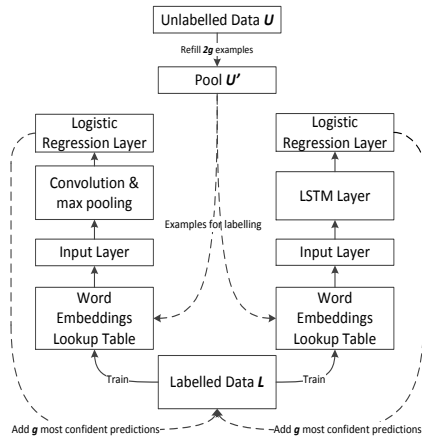 Unlabelled Data U
Refill 2g examples
Pool U’
Logistic
Regression Layer
Logistic
Regression Layer
Convolution &
max pooling
LSTM Layer
Examples for labelling
Input Layer
Input Layer
Word
Embeddings
Lookup Table
Word
Embeddings
Lookup Table
Train
Labelled Data L
Train
Add g most confident predictions
Add g most confident predictions